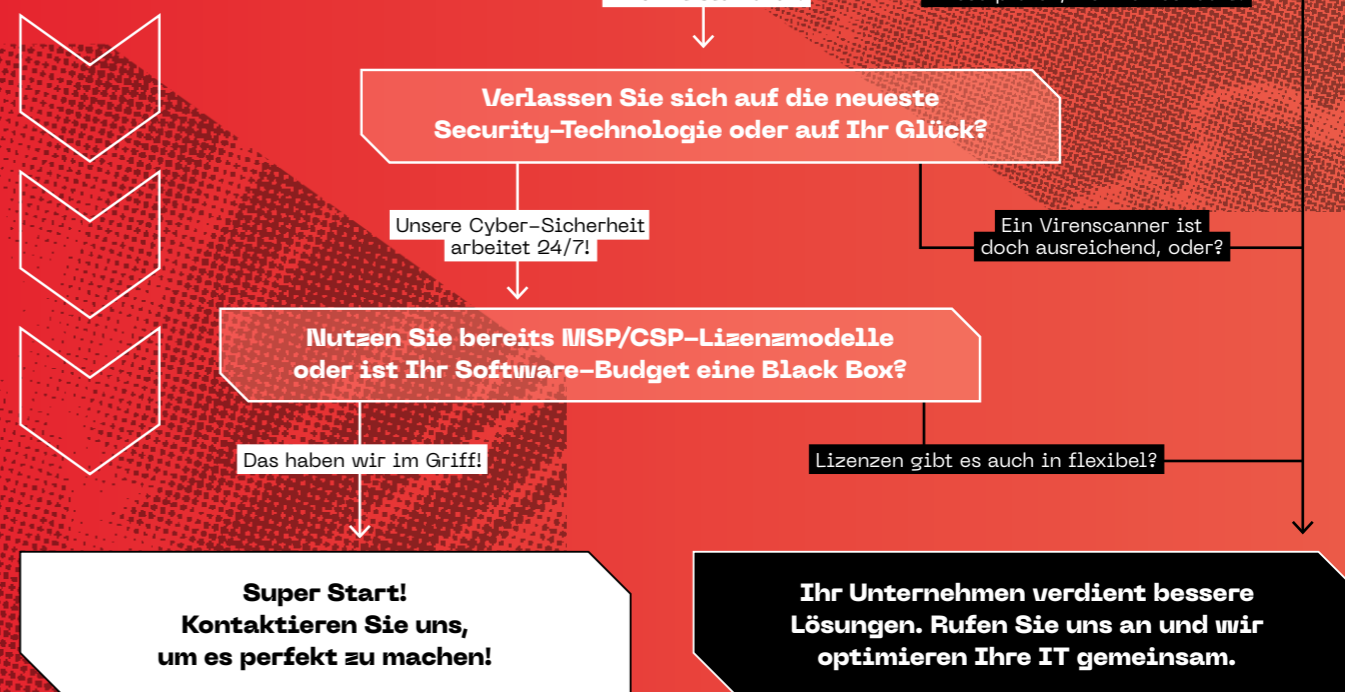 Verlassen Sie sich auf die neueste
Security-Technologie oder auf Ihr Glück?
Unsere Cyber-Sicherheit
arbeitet 24/7!
Ein Virenscanner ist
doch ausreichend, oder?
Nutzen Sie bereits MSP/CSP-Lizenzmodelle
oder ist Ihr Software-Budget eine Black Box?
Das haben wir im Griff!
Lizenzen gibt es auch in flexibel?
Super Start!
Kontaktieren Sie uns,
um es perfekt zu machen!
Ihr Unternehmen verdient bessere
Lösungen. Rufen Sie uns an und wir
optimieren Ihre IT gemeinsam.